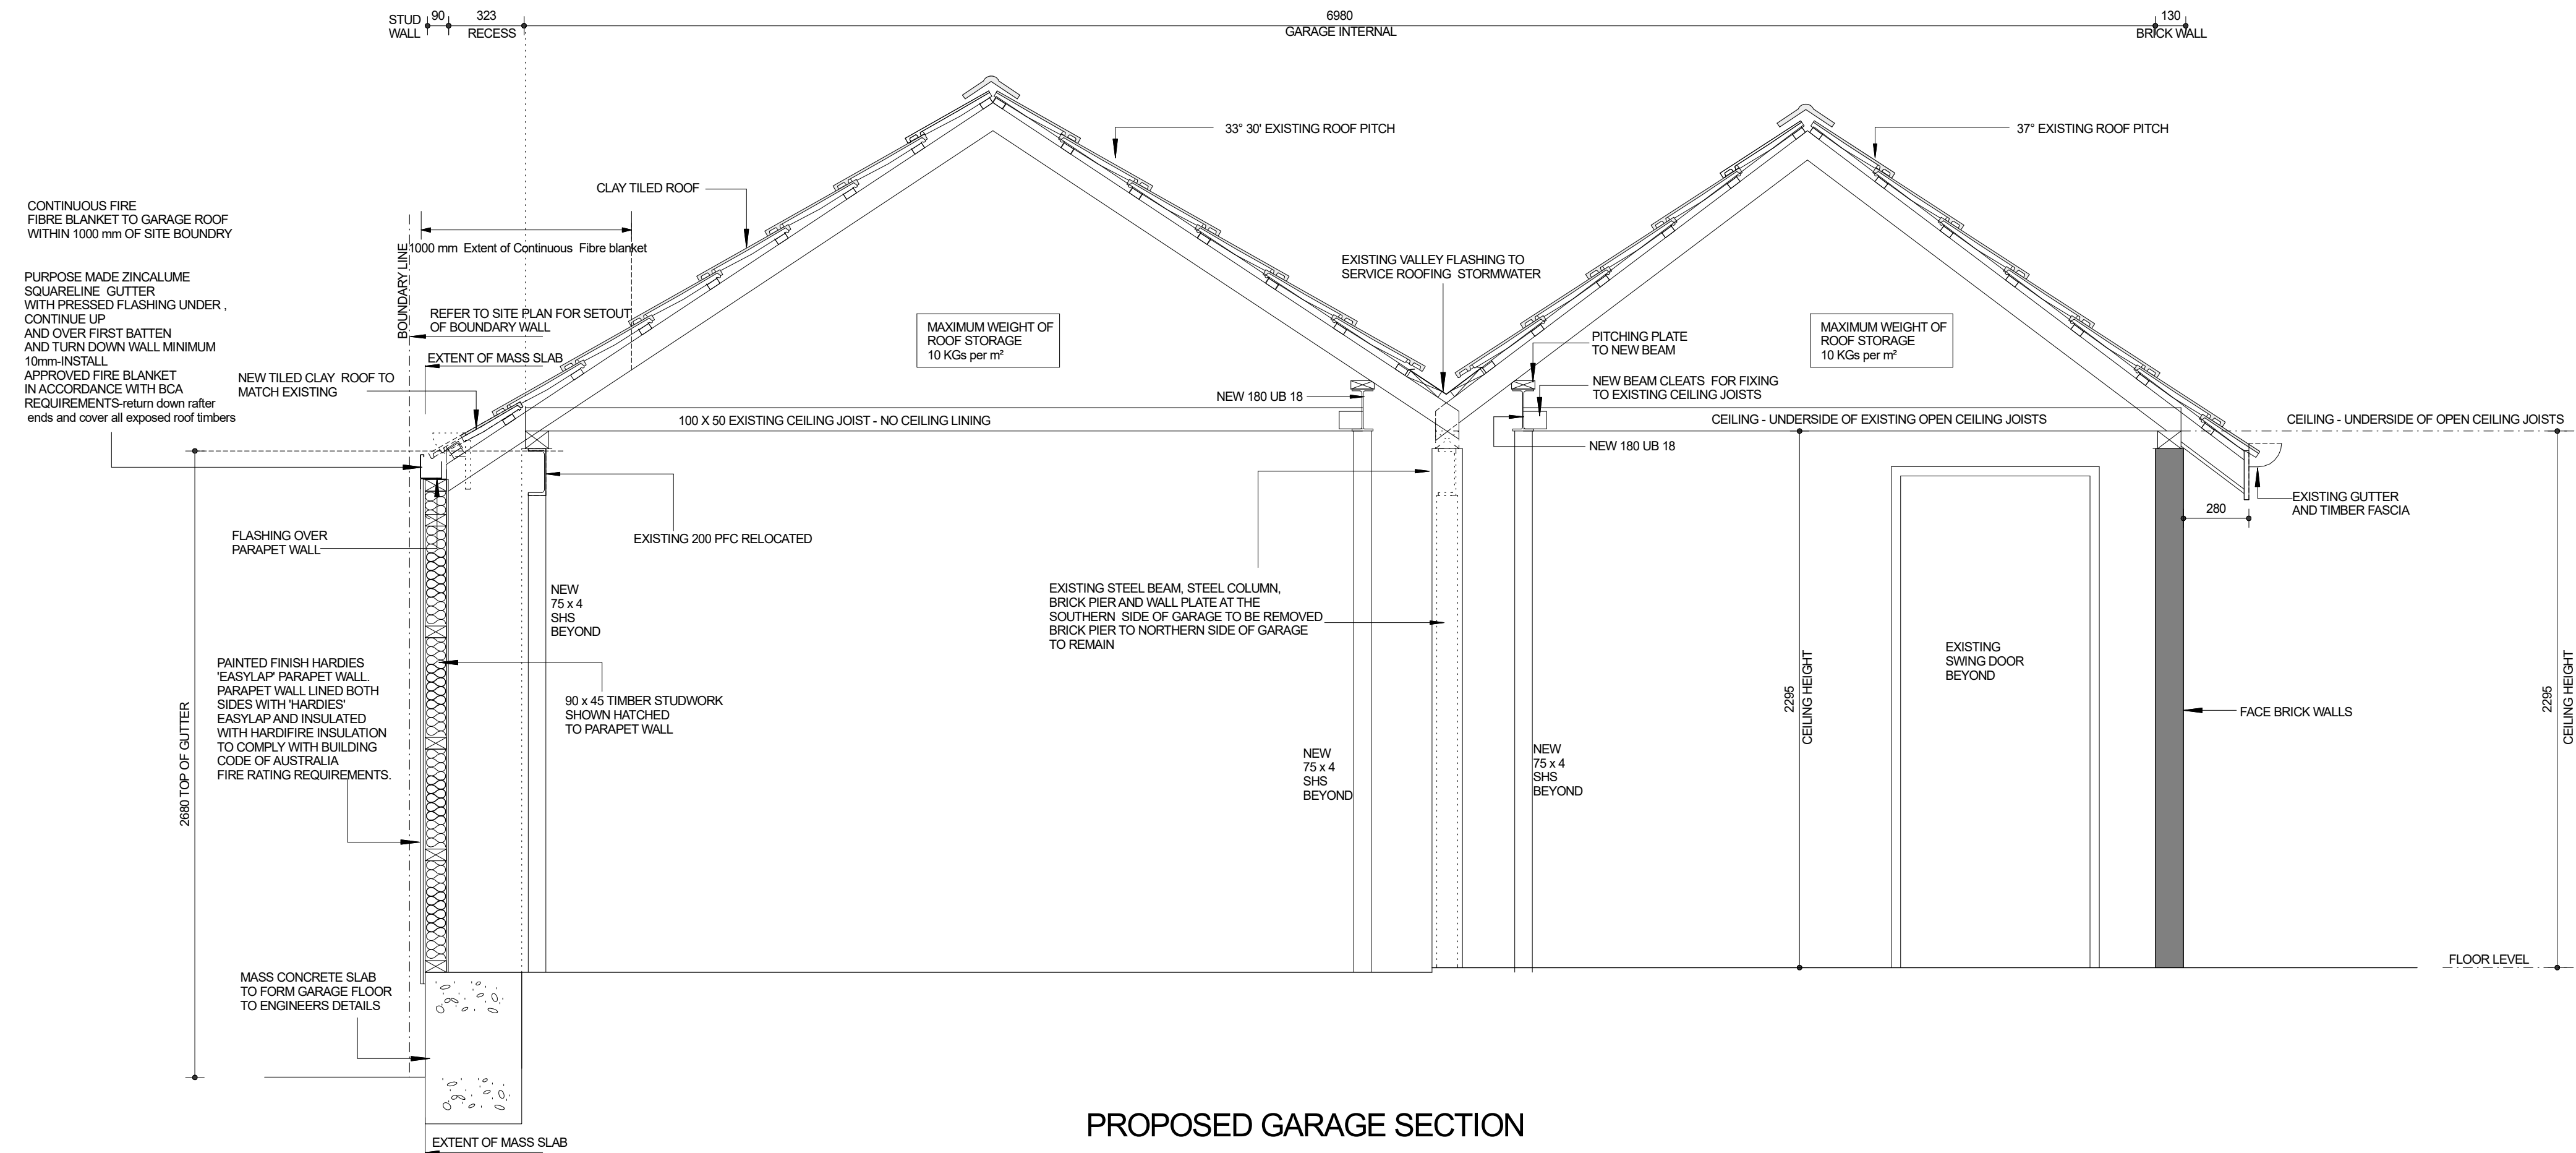 STUD
WALL
90
323
RECESS
6980
GARAGE INTERNAL
130
BRICK WALL
33° 30' EXISTING ROOF PITCH
37° EXISTING ROOF PITCH
CLAY TILED ROOF
CONTINUOUS FIRE
FIBRE BLANKET TO GARAGE ROOF
WITHIN 1000 mm OF SITE BOUNDRY
BOUNDARY LINE
1000 mm Extent of Continuous Fibre blanket
PURPOSE MADE ZINCALUME
SQUARELINE GUTTER
WITH PRESSED FLASHING UNDER ,
CONTINUE UP
AND OVER FIRST BATTEN
AND TURN DOWN WALL MINIMUM
10mm-INSTALL
APPROVED FIRE BLANKET
IN ACCORDANCE WITH BCA
REQUIREMENTS-return down rafter
ends and cover all exposed roof timbers
REFER TO SITE PLAN FOR SETOUT
OF BOUNDARY WALL
EXTENT OF MASS SLAB
NEW TILED CLAY ROOF TO
MATCH EXISTING
EXISTING VALLEY FLASHING TO
SERVICE ROOFING STORMWATER
MAXIMUM WEIGHT OF
ROOF STORAGE
10 KGs per m²
PITCHING PLATE
TO NEW BEAM
MAXIMUM WEIGHT OF
ROOF STORAGE
10 KGs per m²
NEW BEAM CLEATS FOR FIXING
TO EXISTING CEILING JOISTS
NEW 180 UB 18
100 X 50 EXISTING CEILING JOIST - NO CEILING LINING
CEILING - UNDERSIDE OF EXISTING OPEN CEILING JOISTS
CEILING - UNDERSIDE OF OPEN CEILING JOISTS
NEW 180 UB 18
EXISTING GUTTER
AND TIMBER FASCIA
280
FLASHING OVER
PARAPET WALL
EXISTING 200 PFC RELOCATED
NEW
75 x 4
SHS
BEYOND
EXISTING STEEL BEAM, STEEL COLUMN,
BRICK PIER AND WALL PLATE AT THE
SOUTHERN SIDE OF GARAGE TO BE REMOVED
BRICK PIER TO NORTHERN SIDE OF GARAGE
TO REMAIN
EXISTING
SWING DOOR
BEYOND
PAINTED FINISH HARDIES
'EASYLAP' PARAPET WALL.
PARAPET WALL LINED BOTH
SIDES WITH 'HARDIES'
EASYLAP AND INSULATED
WITH HARDIFIRE INSULATION
TO COMPLY WITH BUILDING
CODE OF AUSTRALIA
FIRE RATING REQUIREMENTS.
90 x 45 TIMBER STUDWORK
SHOWN HATCHED
TO PARAPET WALL
2680 TOP OF GUTTER
2295
CEILING HEIGHT
2295
CEILING HEIGHT
FACE BRICK WALLS
NEW
75 x 4
SHS
BEYOND
NEW
75 x 4
SHS
BEYOND
FLOOR LEVEL
MASS CONCRETE SLAB
TO FORM GARAGE FLOOR
TO ENGINEERS DETAILS
EXTENT OF MASS SLAB
PROPOSED GARAGE SECTION